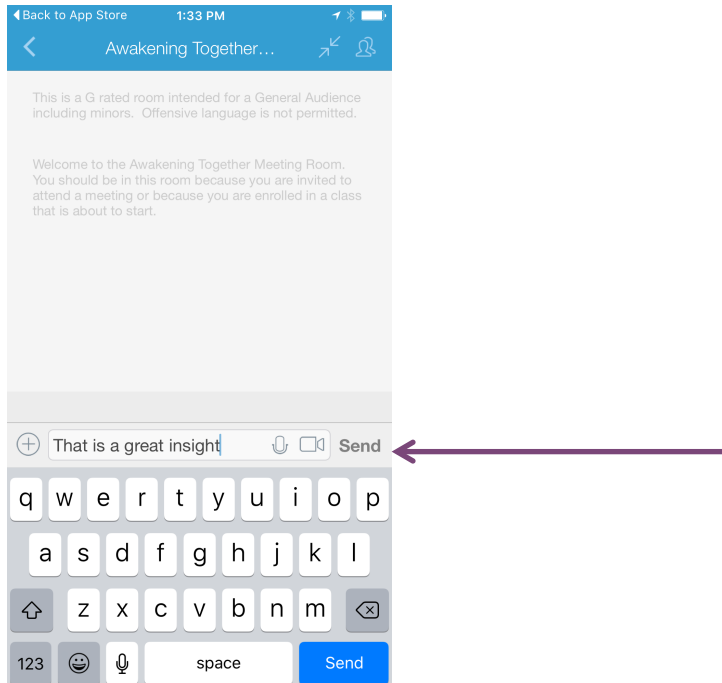 Back to App Store 1:33 PM
Awakening Together...
This is a G rated room intended for a General Audience
including minors. Offensive language is not permitted.
Welcome to the Awakening Together Meeting Room.
You should be in this room because you are invited to
attend a meeting or because you are enrolled in a class
that is about to start.
That is a great insight Send
q w e r t y u i o p
a s d f g h j k l
z x c v b n m
123 space Send